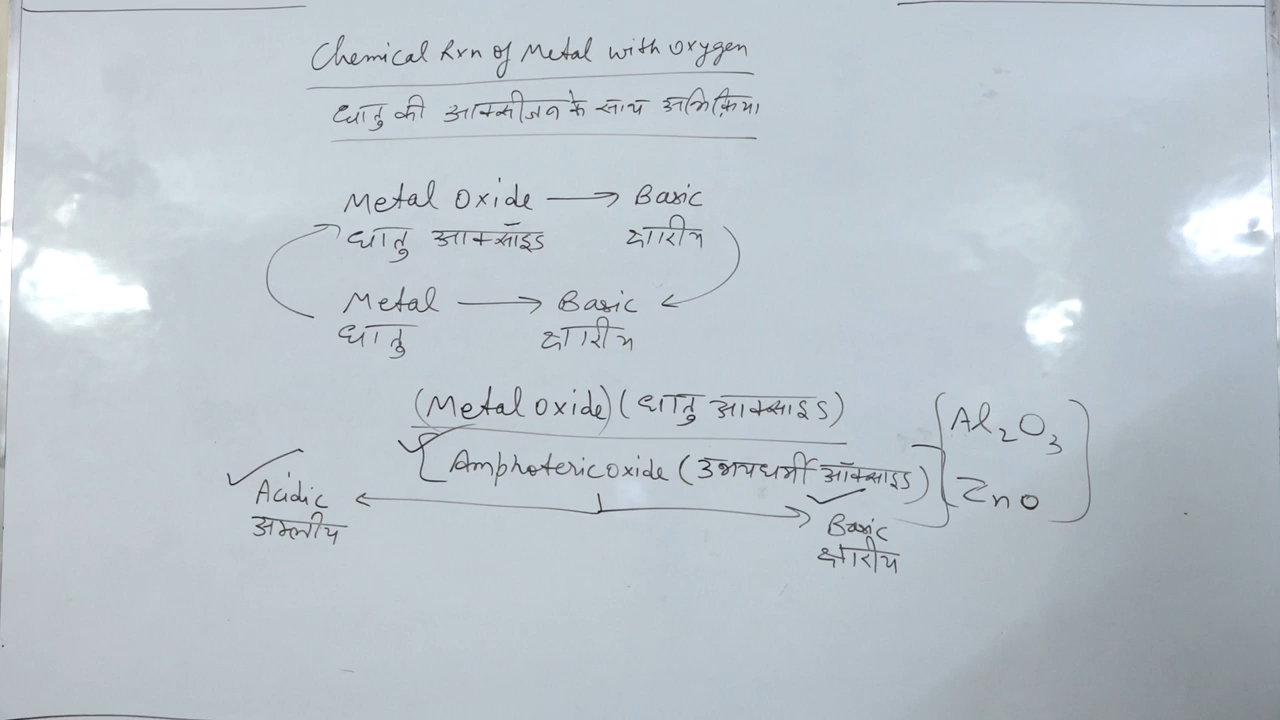 Chemical Rxn of Metal with oxygen
धातु की आक्सीजन के साथ अभिक्रिया
Metal Oxide → Basic
धातु आक्सॉइड क्षारीय
Metal → Basic
धातु क्षारीय
(Metal oxide) (धातु आक्साइड)
Amphoteric oxide (उभयधर्मी ऑक्साइड)
Al2O3
ZnO
Acidic
अम्लीय
Basic
क्षारीय